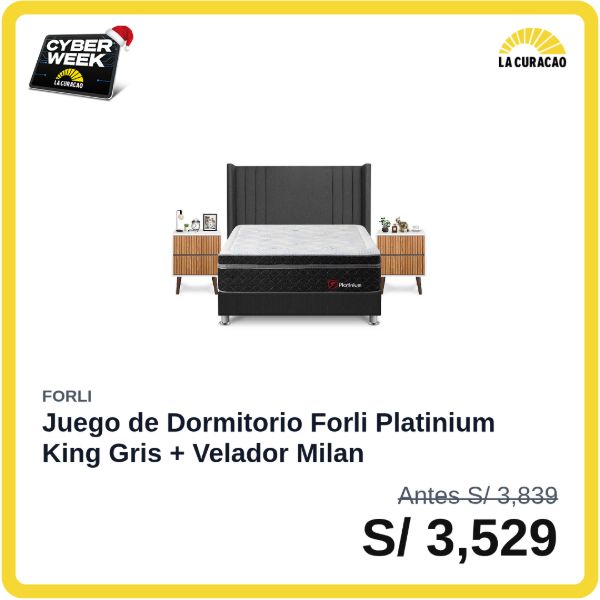 CYBER
WEEK
LA CURACAO
LA CURACAO
Platinium
FORLI
Juego de Dormitorio Forli Platinium
King Gris + Velador Milan
Antes S/ 3,839
S/ 3,529